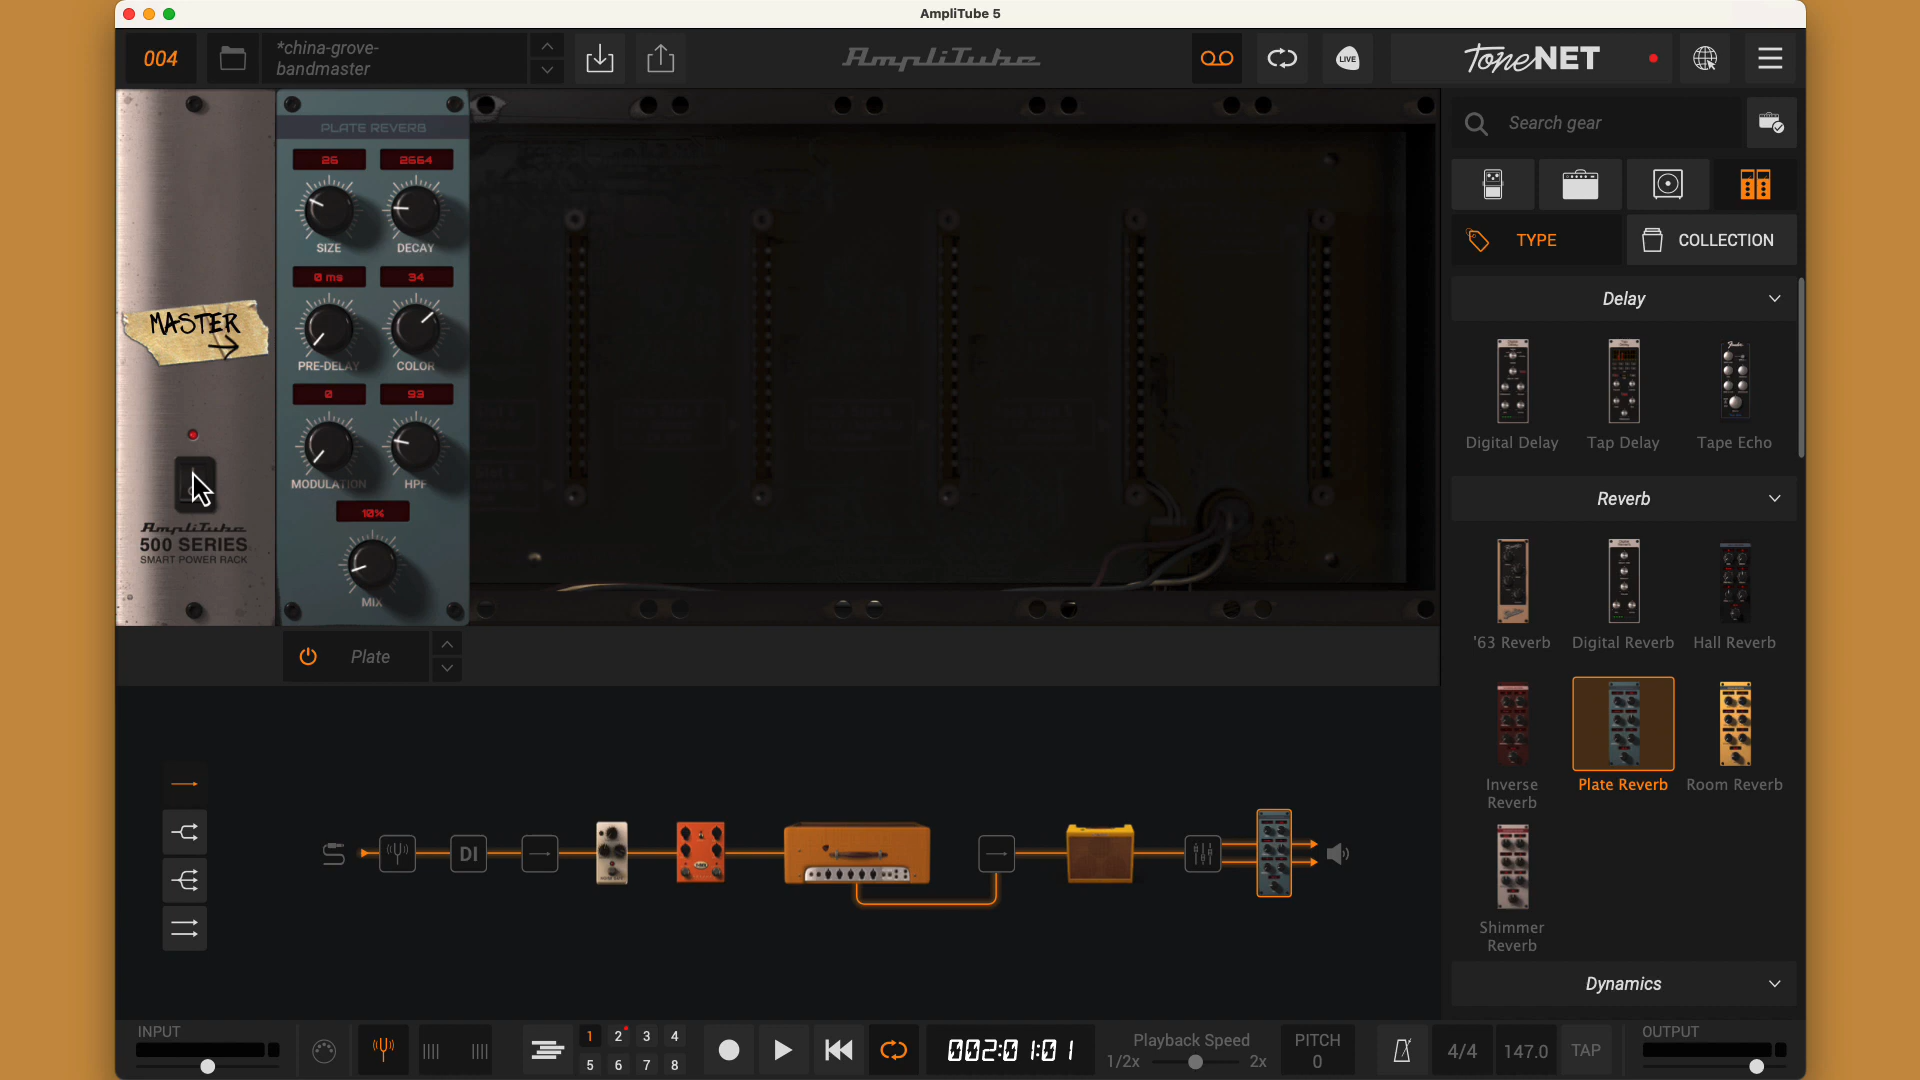 AmpliTube 5
004
*china-grove-
bandmaster
AmpliTube
LIVE
ToneNET
PLATE REVERB
26
2664
SIZE
DECAY
0 ms
34
PRE-DELAY
COLOR
0
93
MODULATION
HPF
10%
MIX
MASTER
AmpliTube
500 SERIES
SMART POWER RACK
Plate
Search gear
TYPE
COLLECTION
Delay
Digital Delay
Tap Delay
Tape Echo
Reverb
'63 Reverb
Digital Reverb
Hall Reverb
Inverse
Reverb
Plate Reverb
Room Reverb
Shimmer
Reverb
Dynamics
DI
INPUT
1
2
3
4
5
6
7
8
002:01:01
Playback Speed
1/2x
2x
PITCH
0
4/4
147.0
TAP
OUTPUT